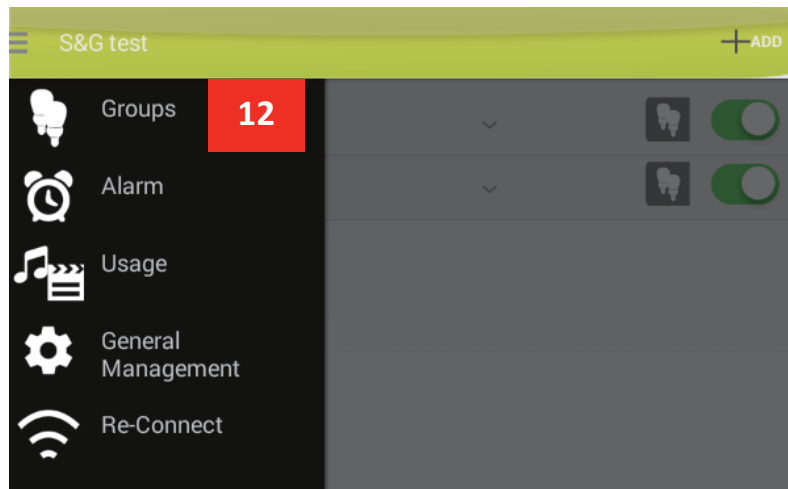 S&G test
ADD
Groups
12
Alarm
Usage
General
Management
Re-Connect